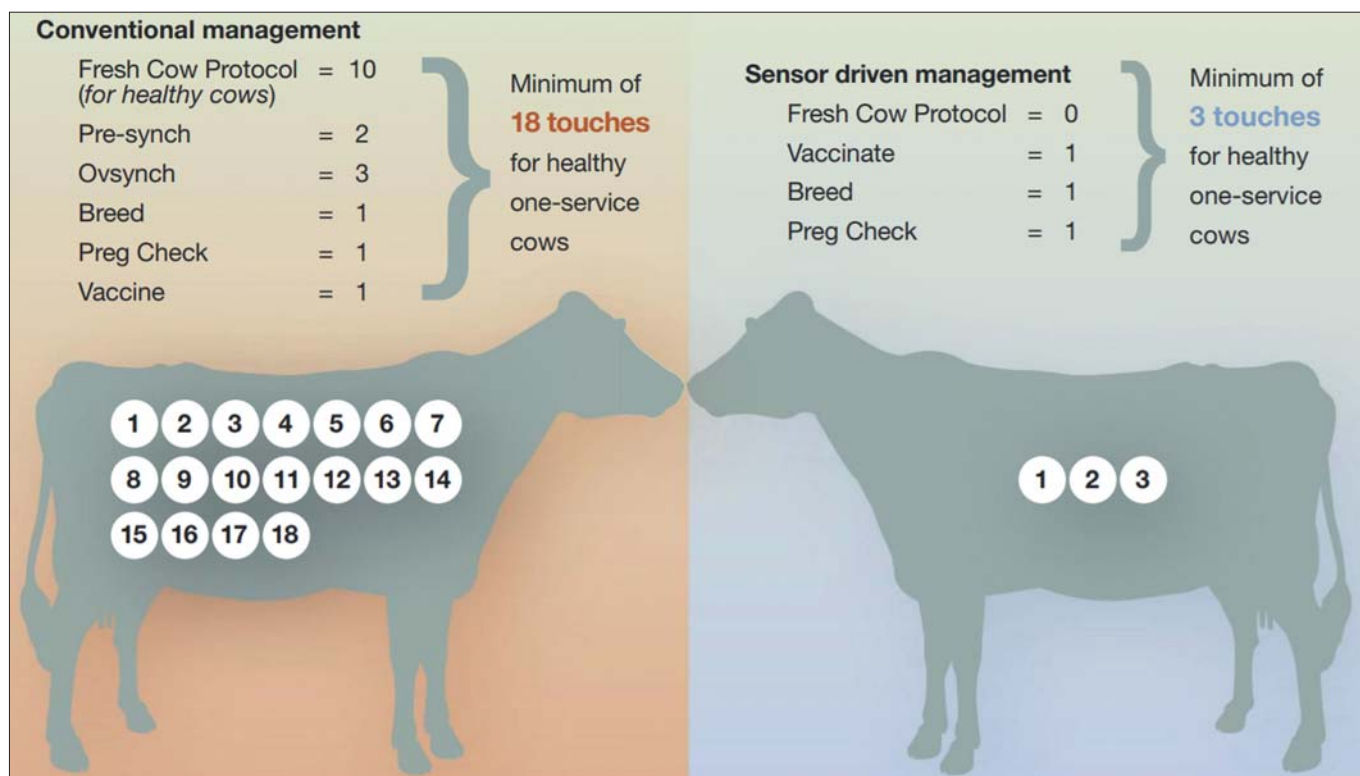 Conventional management
Fresh Cow Protocol = 10
(for healthy cows)
Pre-synch = 2
Ovsynch = 3
Breed = 1
Preg Check = 1
Vaccine = 1
Minimum of
18 touches
for healthy
one-service
cows
Sensor driven management
Fresh Cow Protocol = 0
Vaccinate = 1
Breed = 1
Preg Check = 1
Minimum of
3 touches
for healthy
one-service
cows
1 2 3 4 5 6 7
8 9 10 11 12 13 14
15 16 17 18
1 2 3